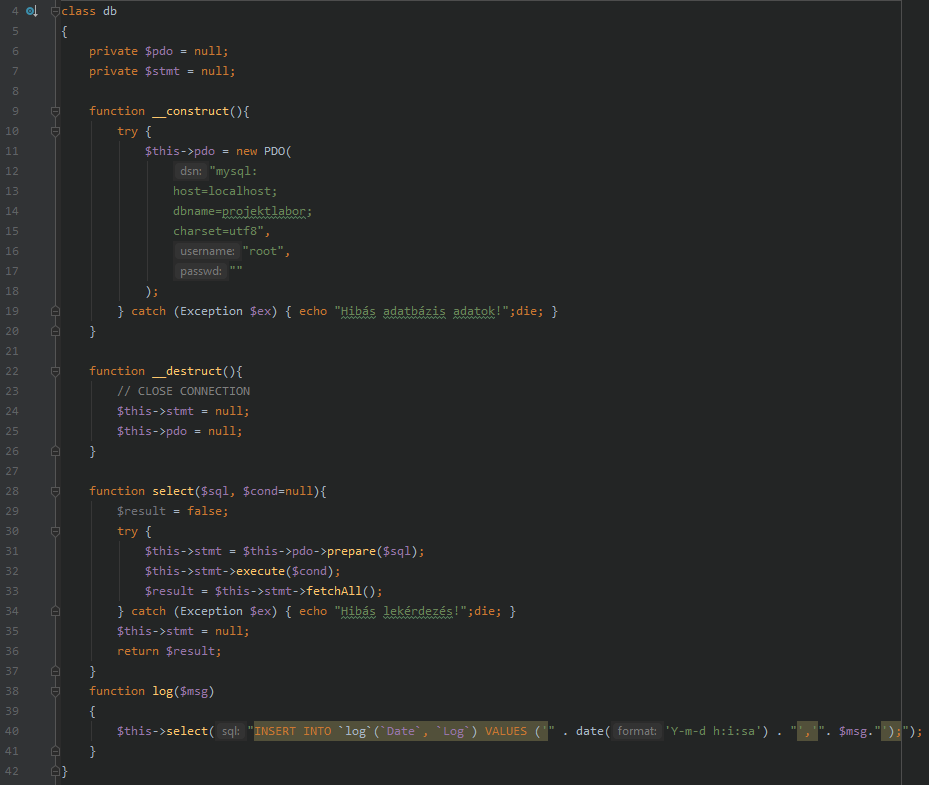 4 class db
5 {
6 private $pdo = null;
7 private $stmt = null;
8
9 function __construct(){
10 try {
11 $this->pdo = new PDO(
12 dsn: "mysql:
13 host=localhost;
14 dbname=projektlabor;
15 charset=utf8",
16 username: "root",
17 passwd: ""
18 );
19 } catch (Exception $ex) { echo "Hibás adatbázis adatok!";die; }
20 }
21
22 function __destruct(){
23 // CLOSE CONNECTION
24 $this->stmt = null;
25 $this->pdo = null;
26 }
27
28 function select($sql, $cond=null){
29 $result = false;
30 try {
31 $this->stmt = $this->pdo->prepare($sql);
32 $this->stmt->execute($cond);
33 $result = $this->stmt->fetchAll();
34 } catch (Exception $ex) { echo "Hibás lekérdezés!";die; }
35 $this->stmt = null;
36 return $result;
37 }
38 function log($msg)
39 {
40 $this->select( sql: "INSERT INTO `log`(`Date`, `Log`) VALUES ('" . date( format: 'Y-m-d h:i:sa') . "','". $msg."');");
41 }
42 }